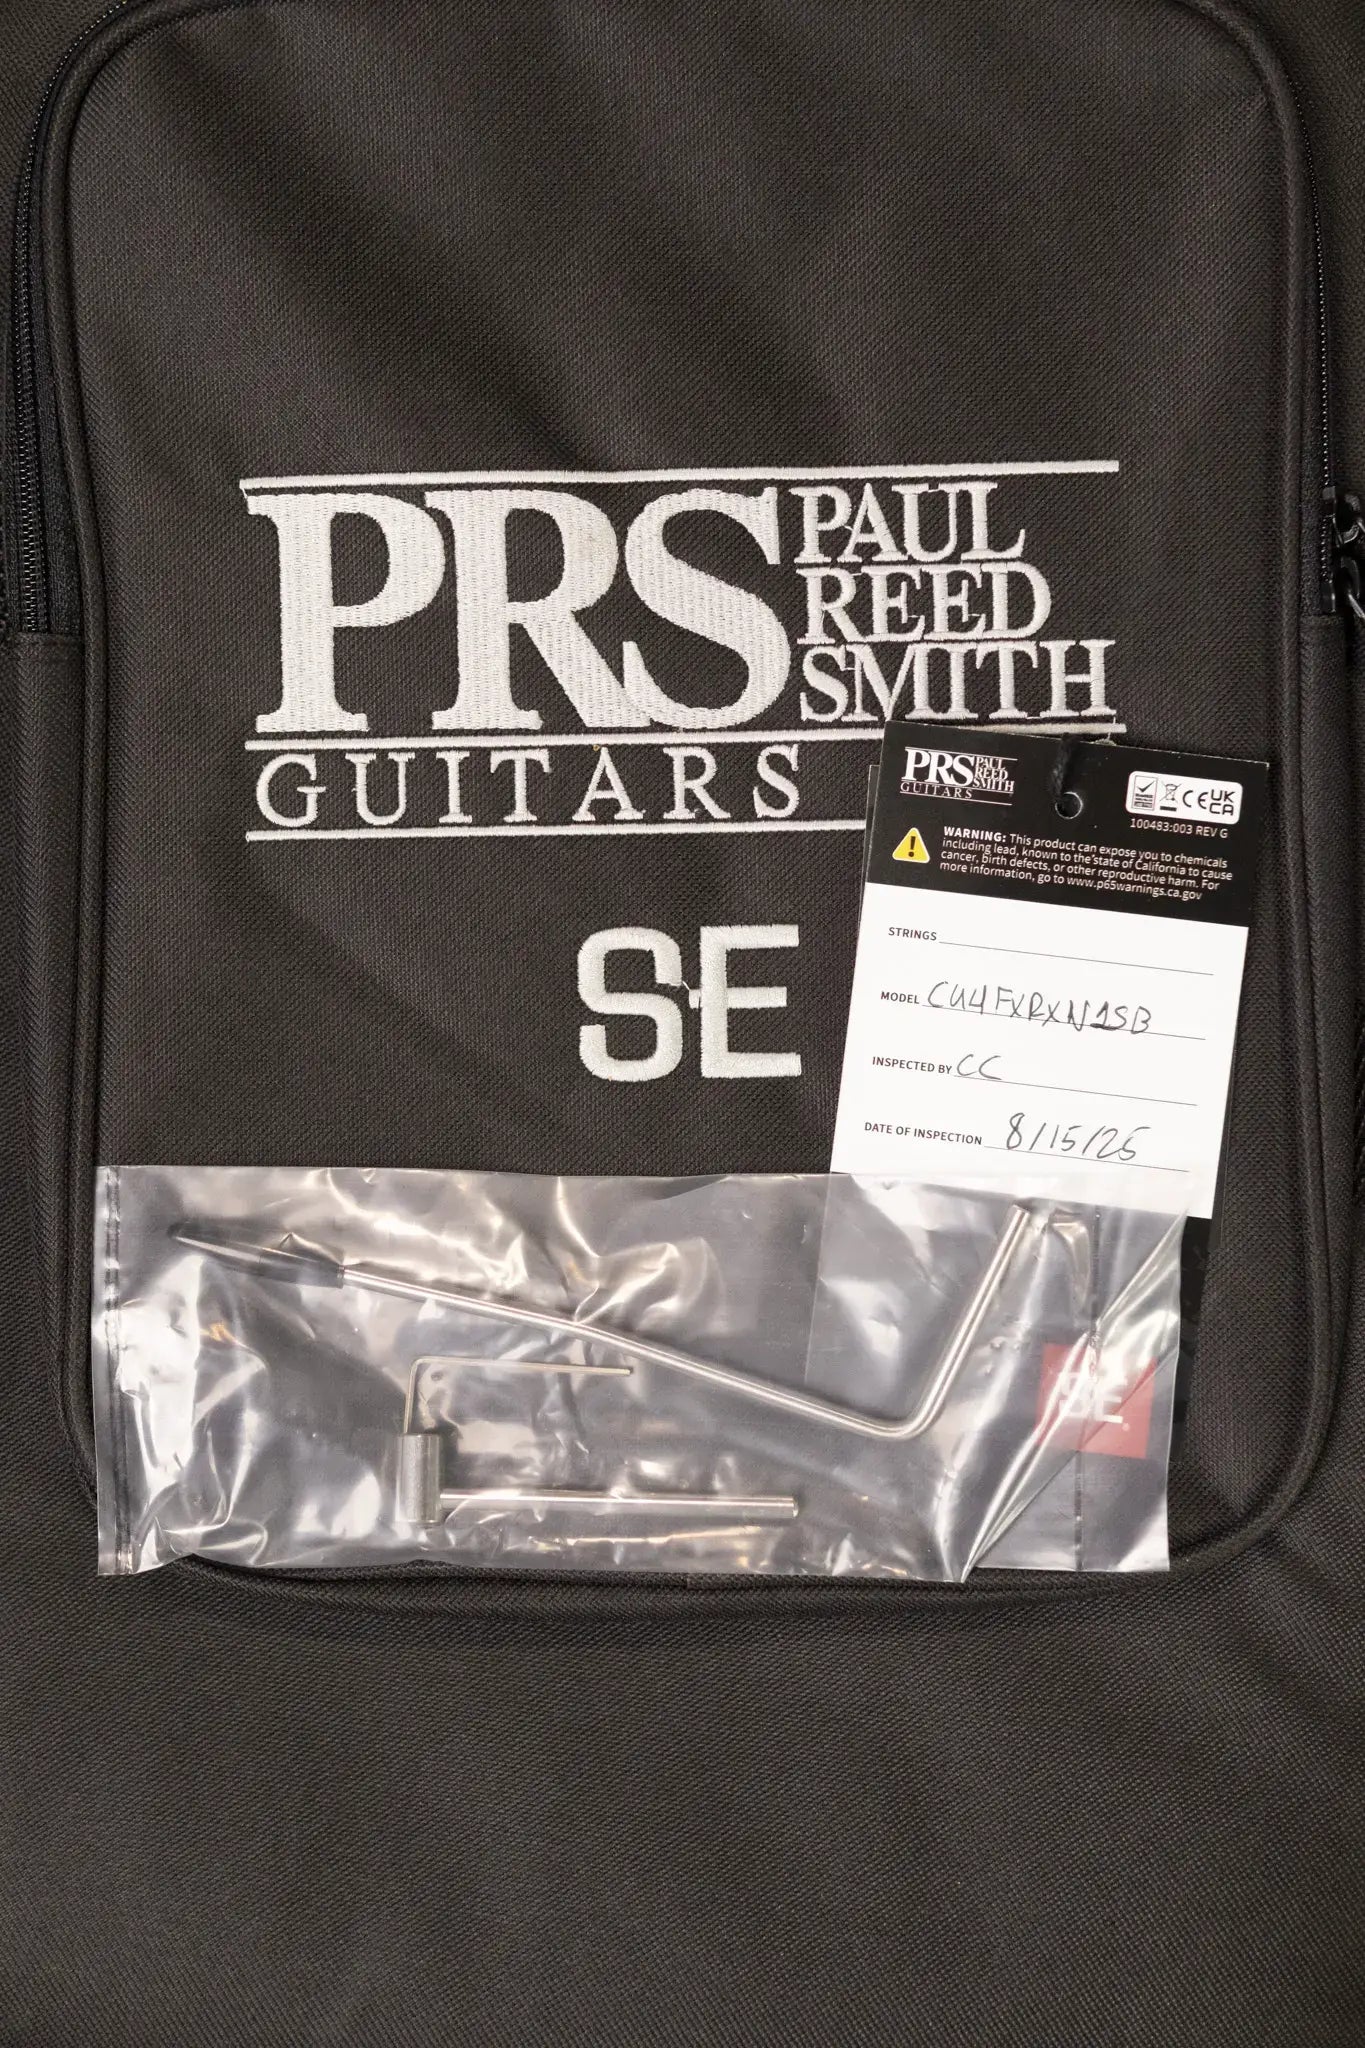 PRS PAUL
REED
SMITH
GUITARS
SE
PRS PAUL
REED
SMITH
GUITARS
CE UK
CA
100483:003 REV G
WARNING: This product can expose you to chemicals
including lead, known to the state of California to cause
cancer, birth defects, or other reproductive harm. For
more information, go to www.p65warnings.ca.gov
STRINGS
MODEL CU4FXRXN1SB
INSPECTED BY CC
DATE OF INSPECTION 8/15/25
SE